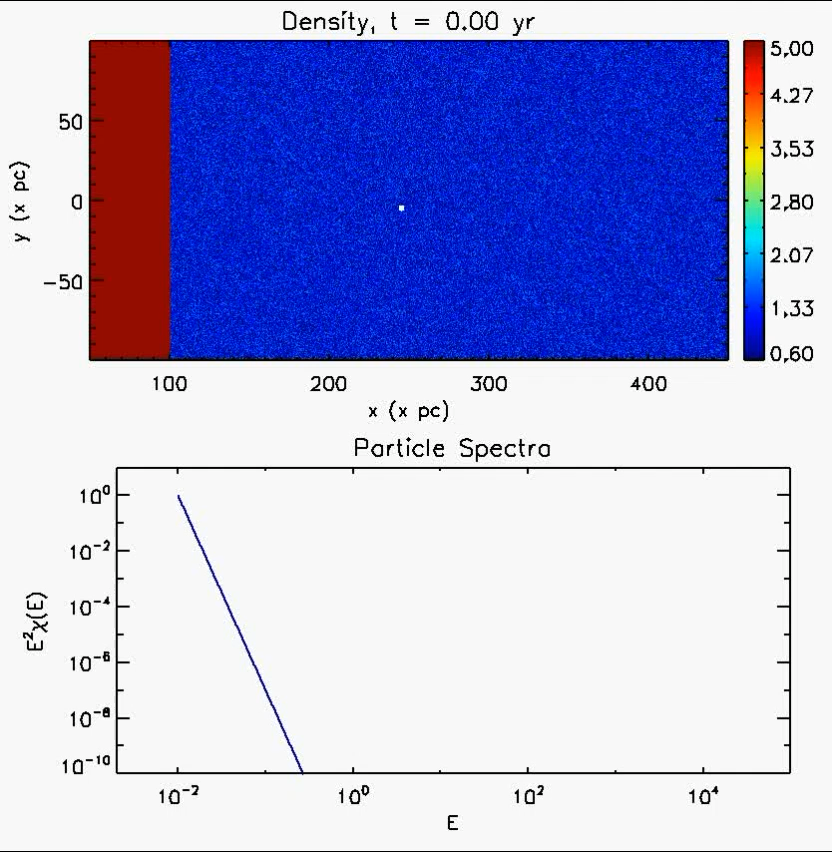 Density, t = 0.00 yr
y (x pc)
50
0
-50
100 200 300 400
x (x pc)
5.00
4.27
3.53
2.80
2.07
1.33
0.60
Particle Spectra
E²χ(E)
10⁰
10⁻²
10⁻⁴
10⁻⁶
10⁻⁸
10⁻¹⁰
10⁻² 10⁰ 10² 10⁴
E